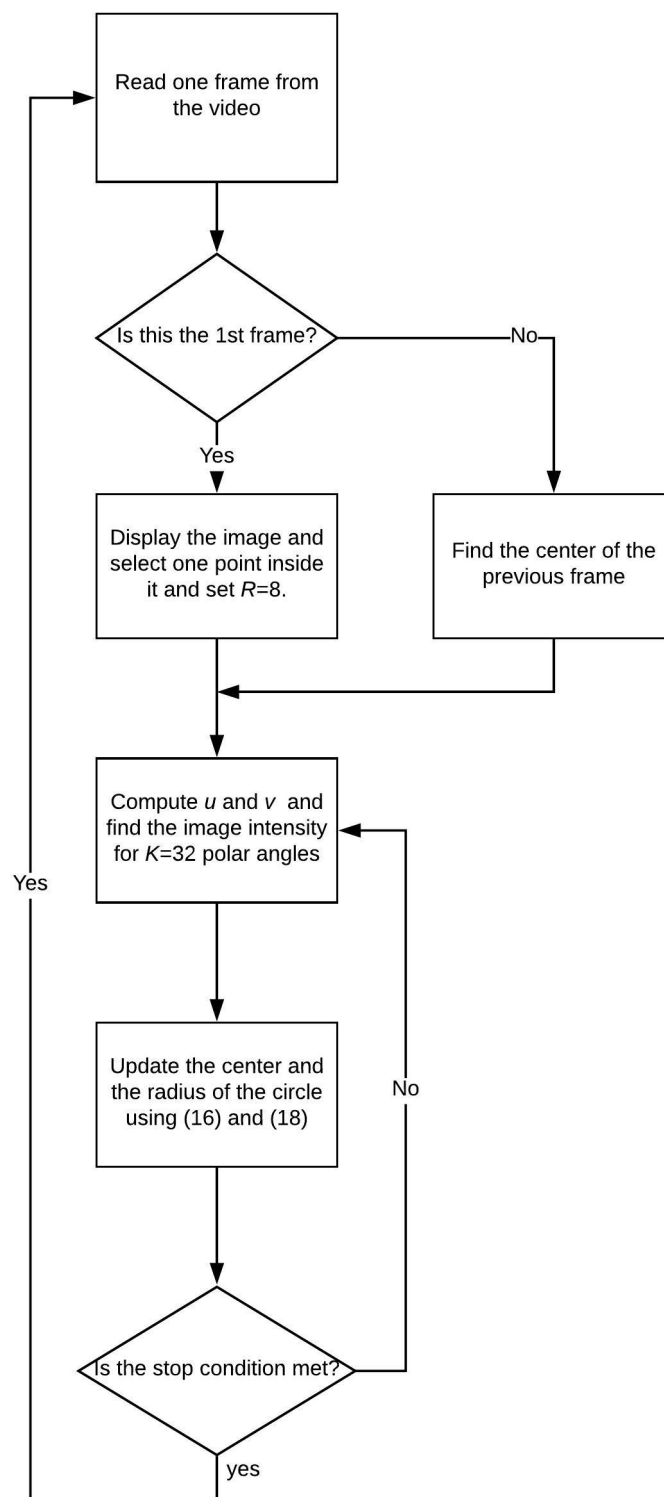 Read one frame from
the video
Is this the 1st frame?
No
Yes
Display the image and
select one point inside
it and set R=8.
Find the center of the
previous frame
Compute u and v and
find the image intensity
for K=32 polar angles
Yes
Update the center and
the radius of the circle
using (16) and (18)
No
Is the stop condition met?
yes